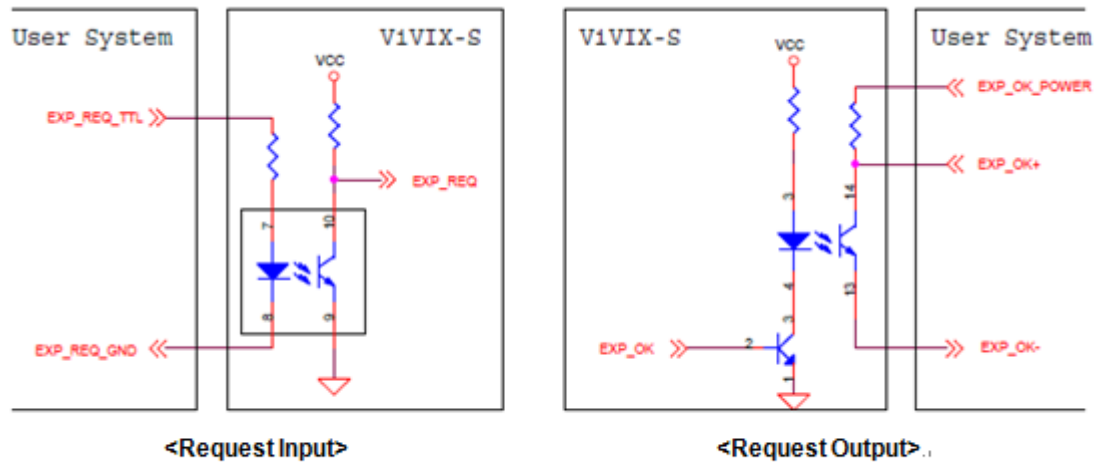 User System
ViVIX-S
VCC
EXP_REQ_TTL
EXP_REQ
7
10
8
9
EXP_REQ_GND
<Request Input>
ViVIX-S
User System
VCC
EXP_OK_POWER
EXP_OK+
3
14
4
13
3
EXP_OK
2
EXP_OK-
1
<Request Output>